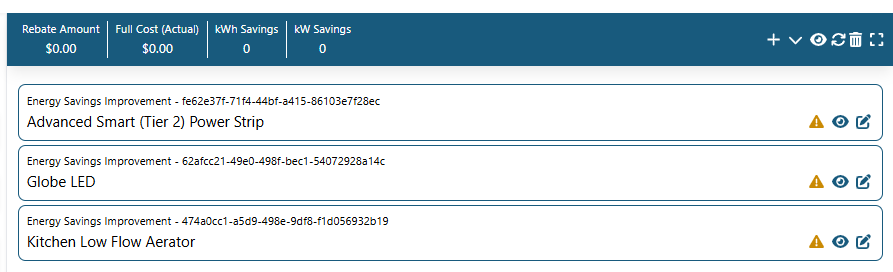 Rebate Amount Full Cost (Actual) kWh Savings kW Savings
$0.00 $0.00 0 0
Energy Savings Improvement - fe62e37f-71f4-44bf-a415-86103e7f28ec
Advanced Smart (Tier 2) Power Strip
Energy Savings Improvement - 62afcc21-49e0-498f-bec1-54072928a14c
Globe LED
Energy Savings Improvement - 474a0cc1-a5d9-498e-9df8-f1d056932b19
Kitchen Low Flow Aerator